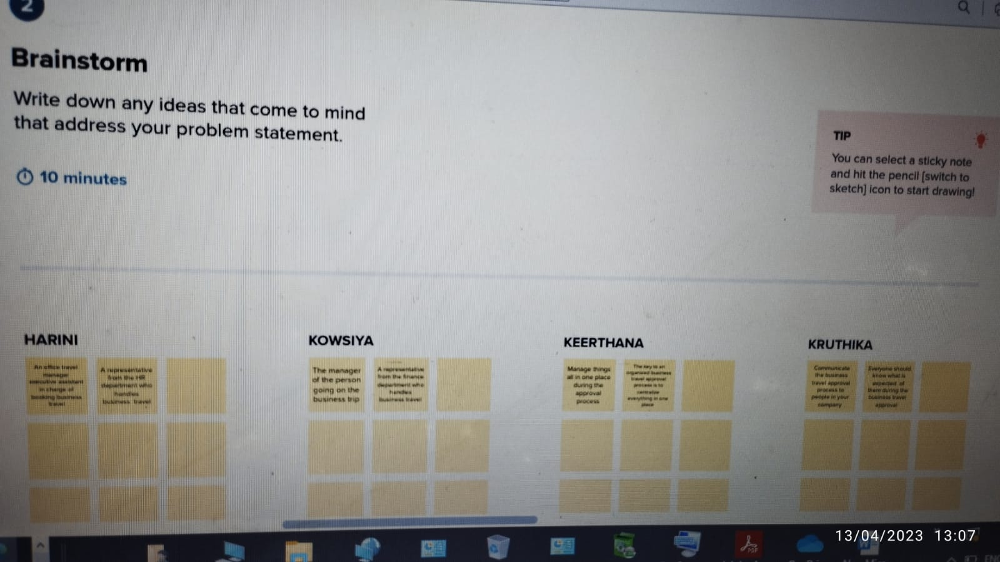 2
Brainstorm
Write down any ideas that come to mind
that address your problem statement.
10 minutes
TIP
You can select a sticky note
and hit the pencil [switch to
sketch] icon to start drawing!
HARINI
An office travel
manager
executive assistant
in charge of
booking business
travel
A representative
from the HR
department who
handles
business travel
KOWSIYA
The manager
of the person
going on the
business trip
A representative
from the finance
department who
handles
business travel
KEERTHANA
Manage things
all in one place
during the
approval
process
The key to an
organized business
travel approval
process is to
centralize
everything in one
place
KRUTHIKA
Communicate
the business
travel approval
process to
people in your
company
Everyone should
know what is
expected of
them during the
business travel
approval
PDF
W
13/04/2023 13:07